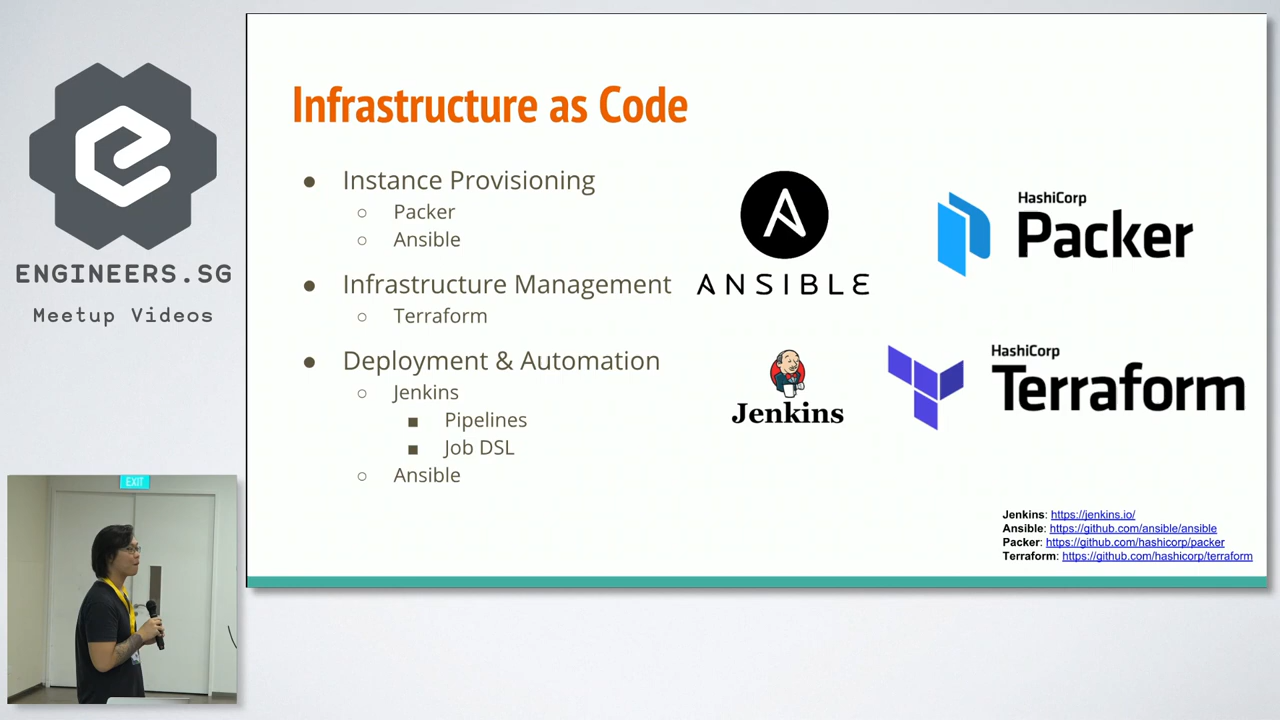 ENGINEERS.SG
Meetup Videos
EXIT
Infrastructure as Code
● Instance Provisioning
○ Packer
○ Ansible
● Infrastructure Management
○ Terraform
● Deployment & Automation
○ Jenkins
■ Pipelines
■ Job DSL
○ Ansible
ANSIBLE
HashiCorp
Packer
Jenkins
HashiCorp
Terraform
Jenkins: https://jenkins.io/
Ansible: https://github.com/ansible/ansible
Packer: https://github.com/hashicorp/packer
Terraform: https://github.com/hashicorp/terraform